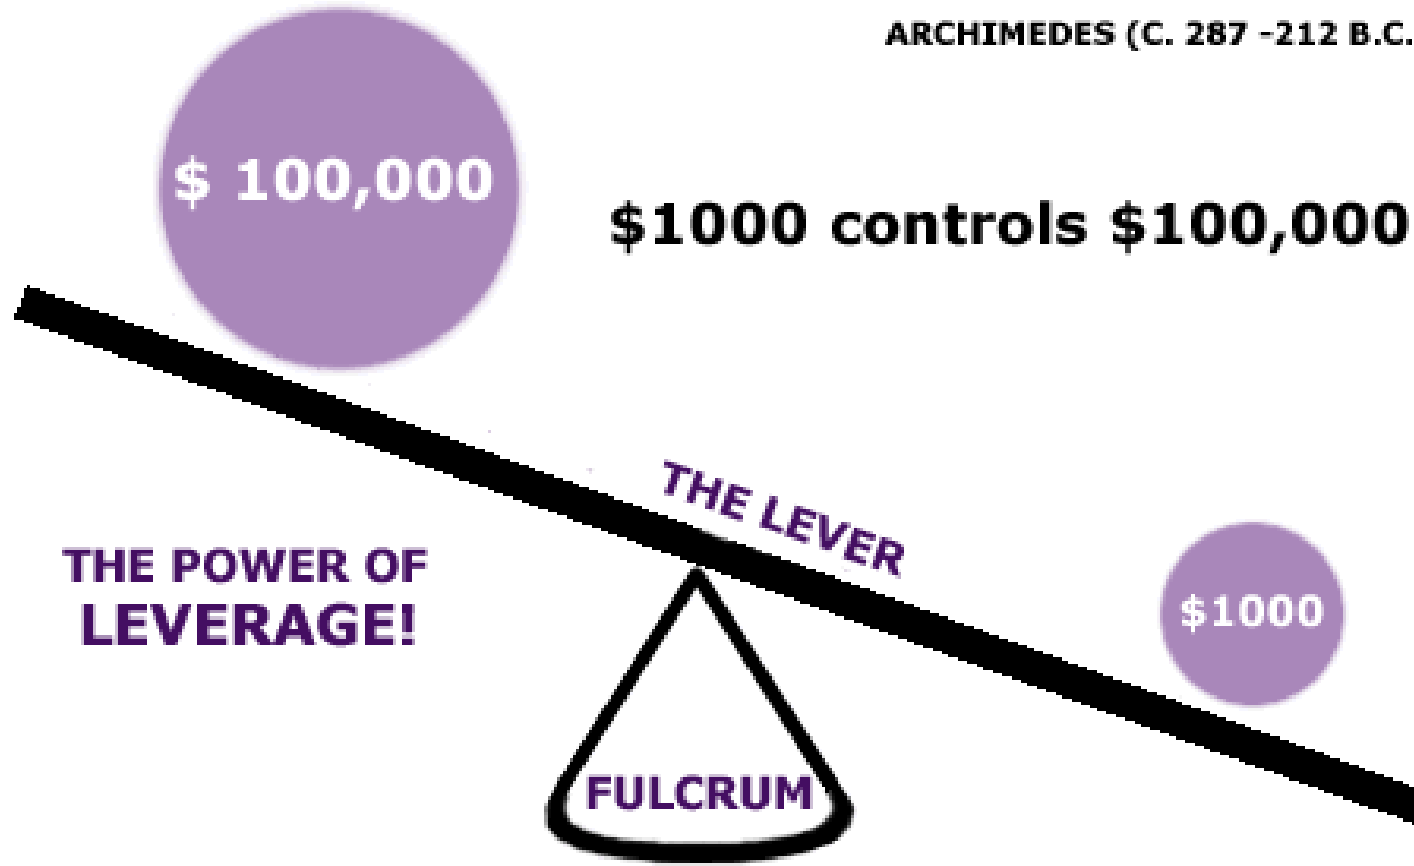 ARCHIMEDES (C. 287 -212 B.C.
$ 100,000
$1000 controls $100,000
THE LEVER
THE POWER OF
LEVERAGE!
$1000
FULCRUM